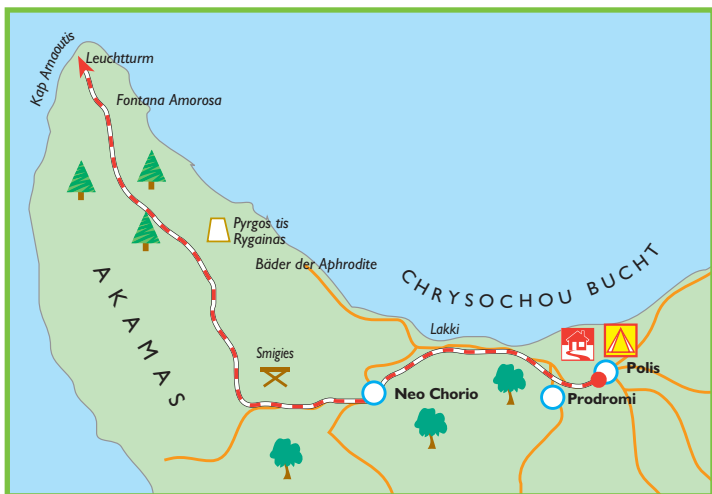 Kap Arnaoutis
Leuchtturm
Fontana Amorosa
Pyrgos tis
Rygainas
Bäder der Aphrodite
CHRYSOCHOU BUCHT
AKAMAS
Lakki
Smigies
Polis
Neo Chorio
Prodromi